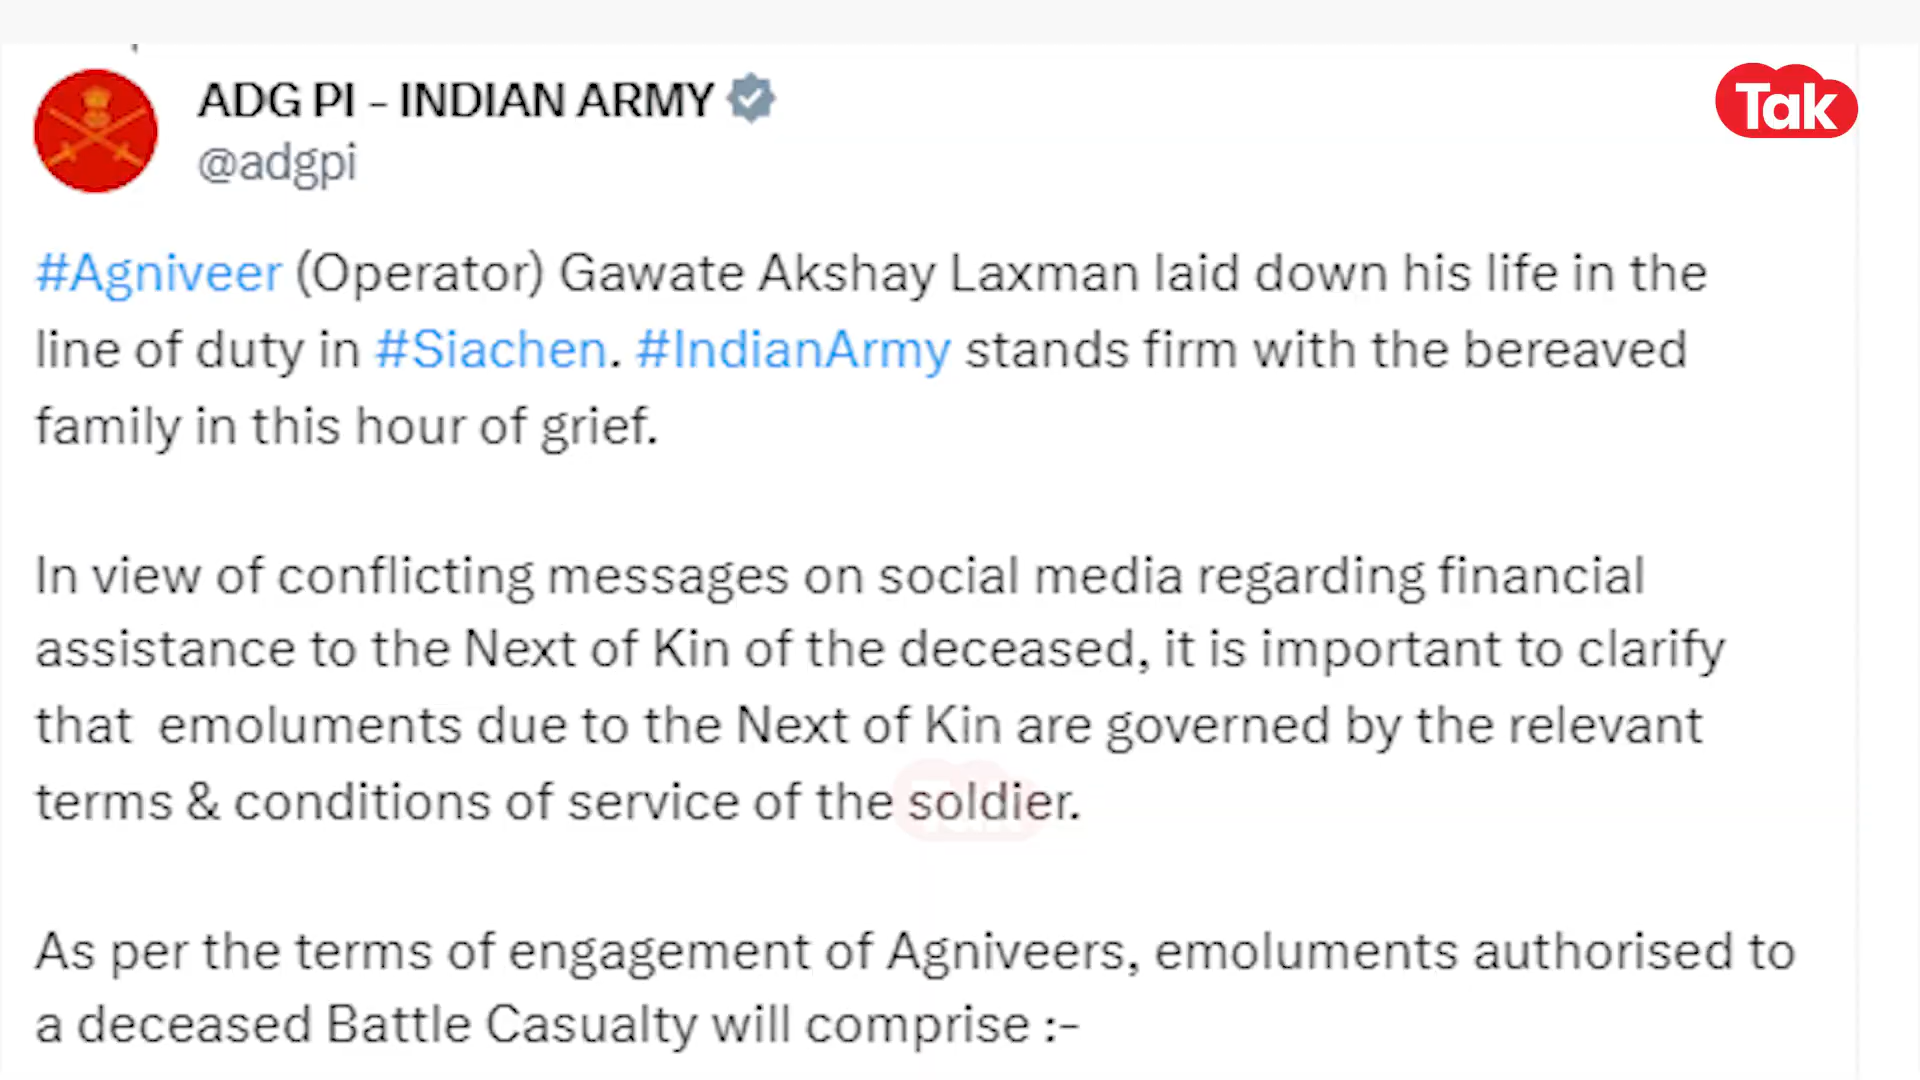 ADG PI - INDIAN ARMY
Tak
@adgpi
#Agniveer (Operator) Gawate Akshay Laxman laid down his life in the
line of duty in #Siachen. #IndianArmy stands firm with the bereaved
family in this hour of grief.
In view of conflicting messages on social media regarding financial
assistance to the Next of Kin of the deceased, it is important to clarify
that emoluments due to the Next of Kin are governed by the relevant
terms & conditions of service of the soldier.
Tak
As per the terms of engagement of Agniveers, emoluments authorised to
a deceased Battle Casualty will comprise :-